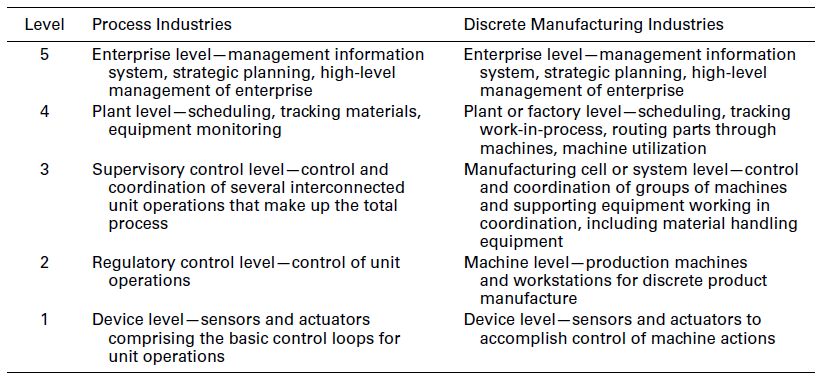 Level Process Industries Discrete Manufacturing Industries
5 Enterprise level—management information Enterprise level—management information
system, strategic planning, high-level system, strategic planning, high-level
management of enterprise management of enterprise
4 Plant level—scheduling, tracking materials, Plant or factory level—scheduling, tracking
equipment monitoring work-in-process, routing parts through
machines, machine utilization
3 Supervisory control level—control and Manufacturing cell or system level—control
coordination of several interconnected and coordination of groups of machines
unit operations that make up the total and supporting equipment working in
process coordination, including material handling
equipment
2 Regulatory control level—control of unit Machine level—production machines
operations and workstations for discrete product
manufacture
1 Device level—sensors and actuators Device level—sensors and actuators to
comprising the basic control loops for accomplish control of machine actions
unit operations